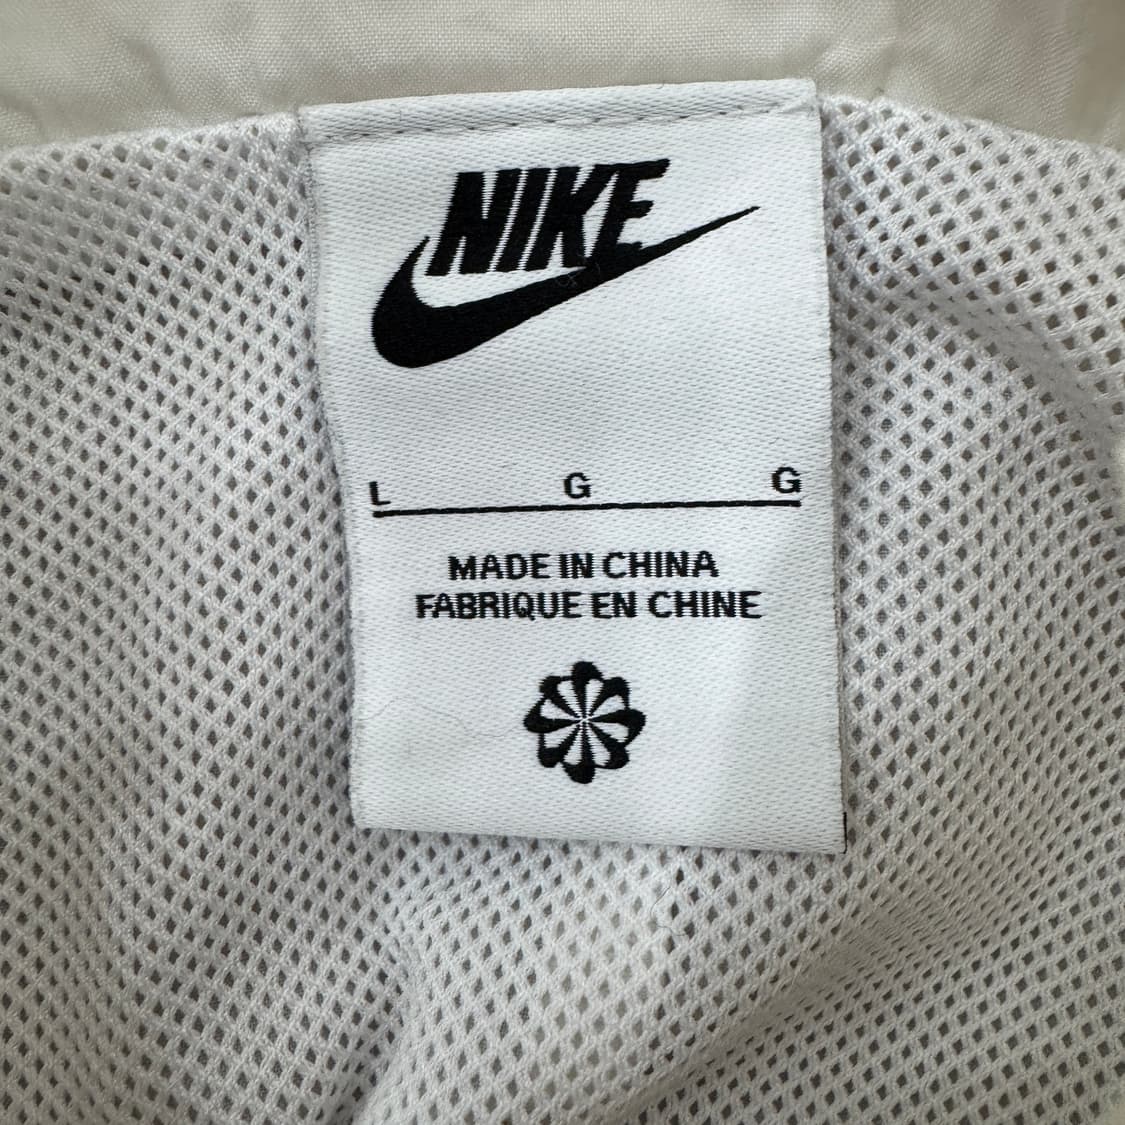 NIKE
L G G
MADE IN CHINA
FABRIQUE EN CHINE